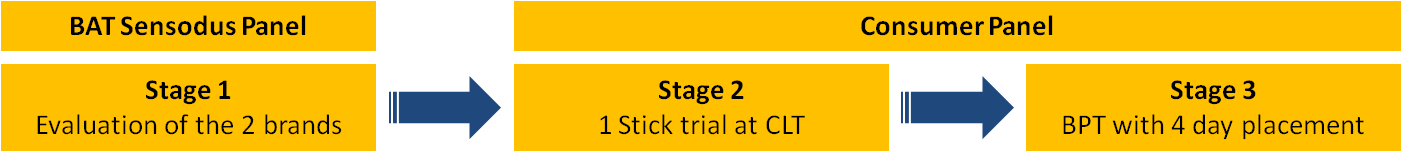 BAT Sensodus Panel
Consumer Panel
Stage 1
Evaluation of the 2 brands
Stage 2
1 Stick trial at CLT
Stage 3
BPT with 4 day placement